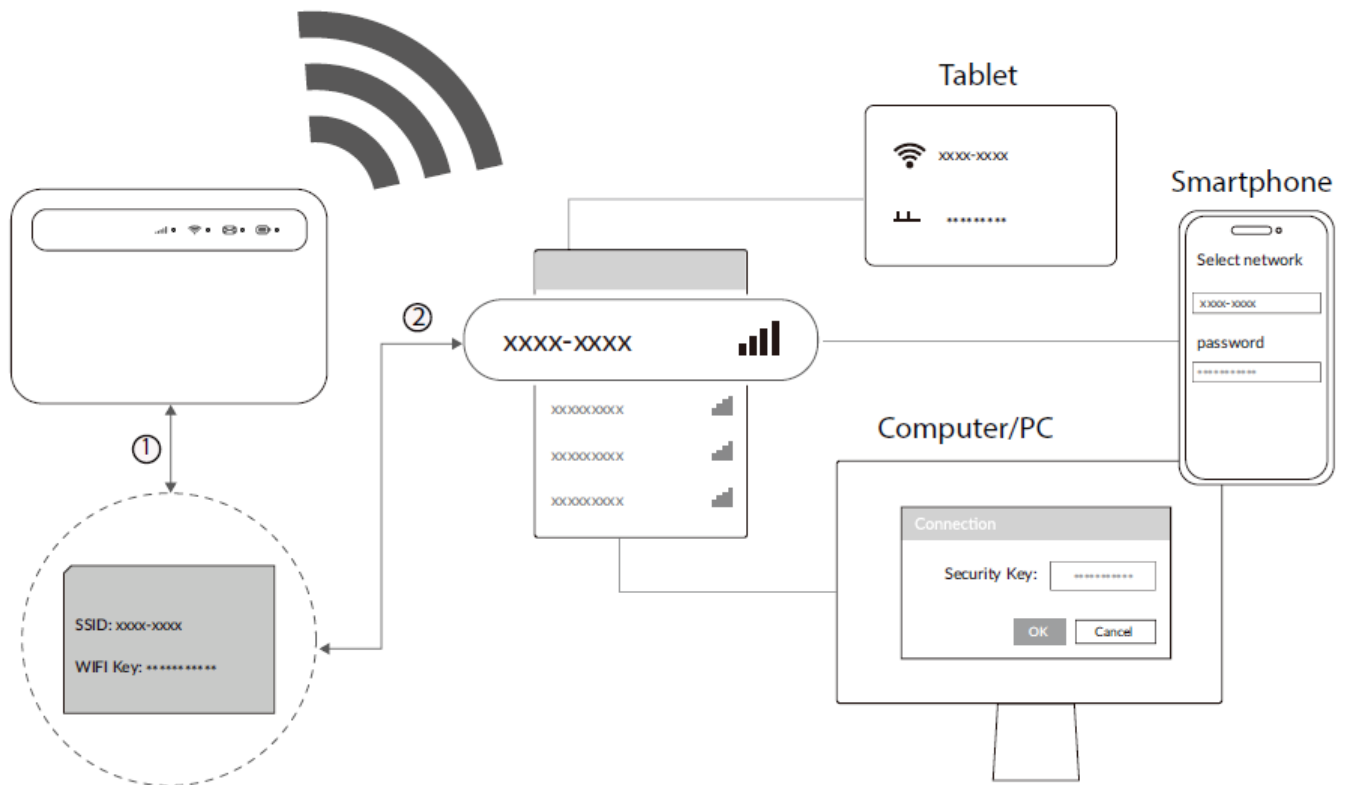 Tablet
xxxx-xxxx
*********
Smartphone
Select network
xxxx-xxxx
password
***********
②
xxxx-xxxx
xxxxxxxxx
xxxxxxxxx
xxxxxxxxx
①
Computer/PC
Connection
Security Key: ***********
OK Cancel
SSID: xxxx-xxxx
WIFI Key: ***********